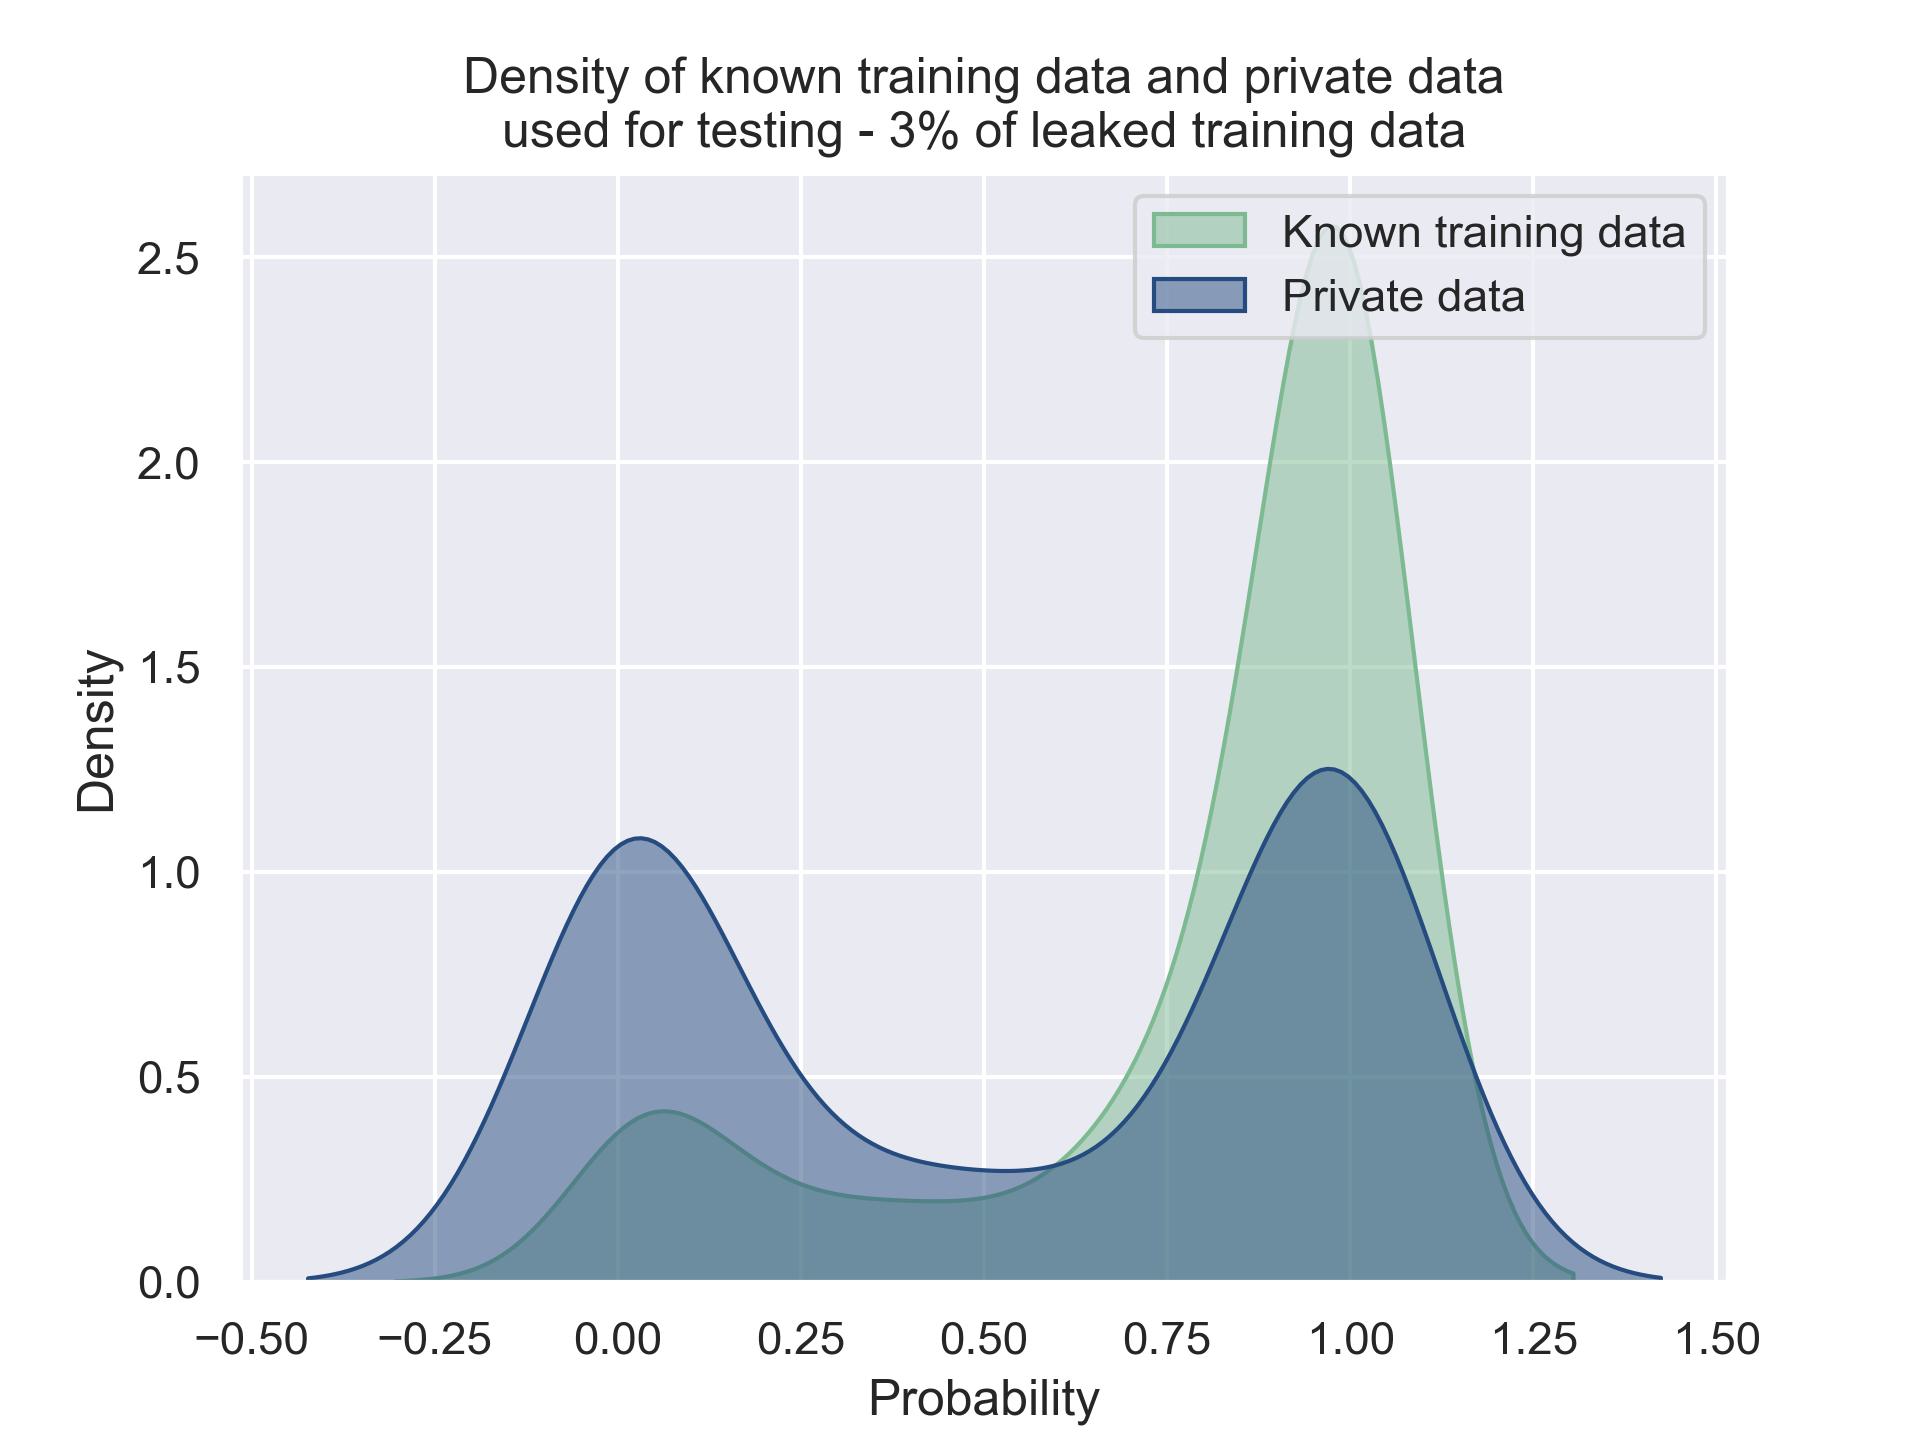 Density of known training data and private data
used for testing - 3% of leaked training data
Known training data
Private data
Density
2.5
2.0
1.5
1.0
0.5
0.0
−0.50 −0.25 0.00 0.25 0.50 0.75 1.00 1.25 1.50
Probability